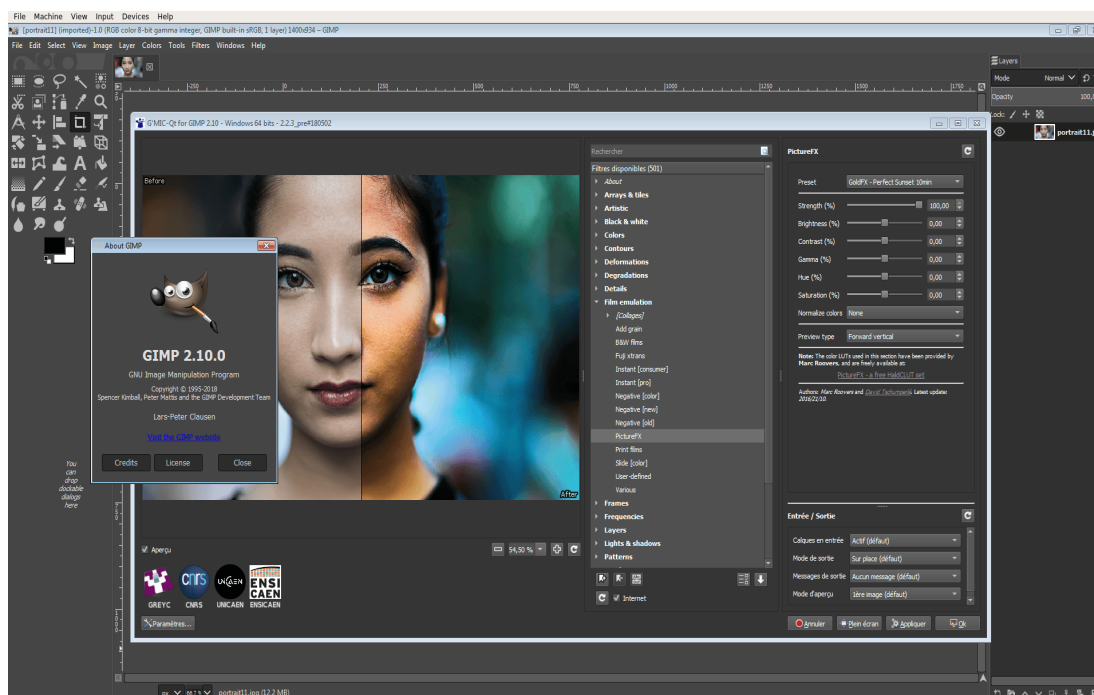 File Machine View Input Devices Help
[portrait11] (imported)-1.0 (RGB color 8-bit gamma integer, GIMP built-in sRGB, 1 layer) 1400x934 – GIMP
File Edit Select View Image Layer Colors Tools Filters Windows Help
Layers
Mode Normal
Opacity 100,
Lock:
portrait11.j
G'MIC-Qt for GIMP 2.10 - Windows 64 bits - 2.2.3_pre#180502
Before
After
About GIMP
GIMP 2.10.0
GNU Image Manipulation Program
Copyright © 1995-2018
Spencer Kimball, Peter Mattis and the GIMP Development Team
Lars-Peter Clausen
Visit the GIMP website
Credits License Close
You
can
drop
dockable
dialogs
here
Aperçu
54,50 %
GREYC CNRS UNICAEN ENSICAEN
Paramètres...
Rechercher
Filtres disponibles (501)
About
Arrays & tiles
Artistic
Black & white
Colors
Contours
Deformations
Degradations
Details
Film emulation
[Collages]
Add grain
B&W films
Fuji xtrans
Instant [consumer]
Instant [pro]
Negative [color]
Negative [new]
Negative [old]
PictureFX
Print films
Slide [color]
User-defined
Various
Frames
Frequencies
Layers
Lights & shadows
Patterns
Internet
PictureFX
Preset GoldFX - Perfect Sunset 10min
Strength (%) 100,00
Brightness (%) 0,00
Contrast (%) 0,00
Gamma (%) 0,00
Hue (%) 0,00
Saturation (%) 0,00
Normalize colors None
Preview type Forward vertical
Note: The color LUTs used in this section have been provided by
Marc Roovers, and are freely available at:
PictureFX - a free HaldCLUT set
Authors: Marc Roovers and David Tschumperlé. Latest update:
2016/21/10.
Entrée / Sortie
Calques en entrée Actif (défaut)
Mode de sortie Sur place (défaut)
Messages de sortie Aucun message (défaut)
Mode d'aperçu 1ère image (défaut)
Annuler Plein écran Appliquer Ok
px 66.7 % portrait11.jpg (12.2 MB)